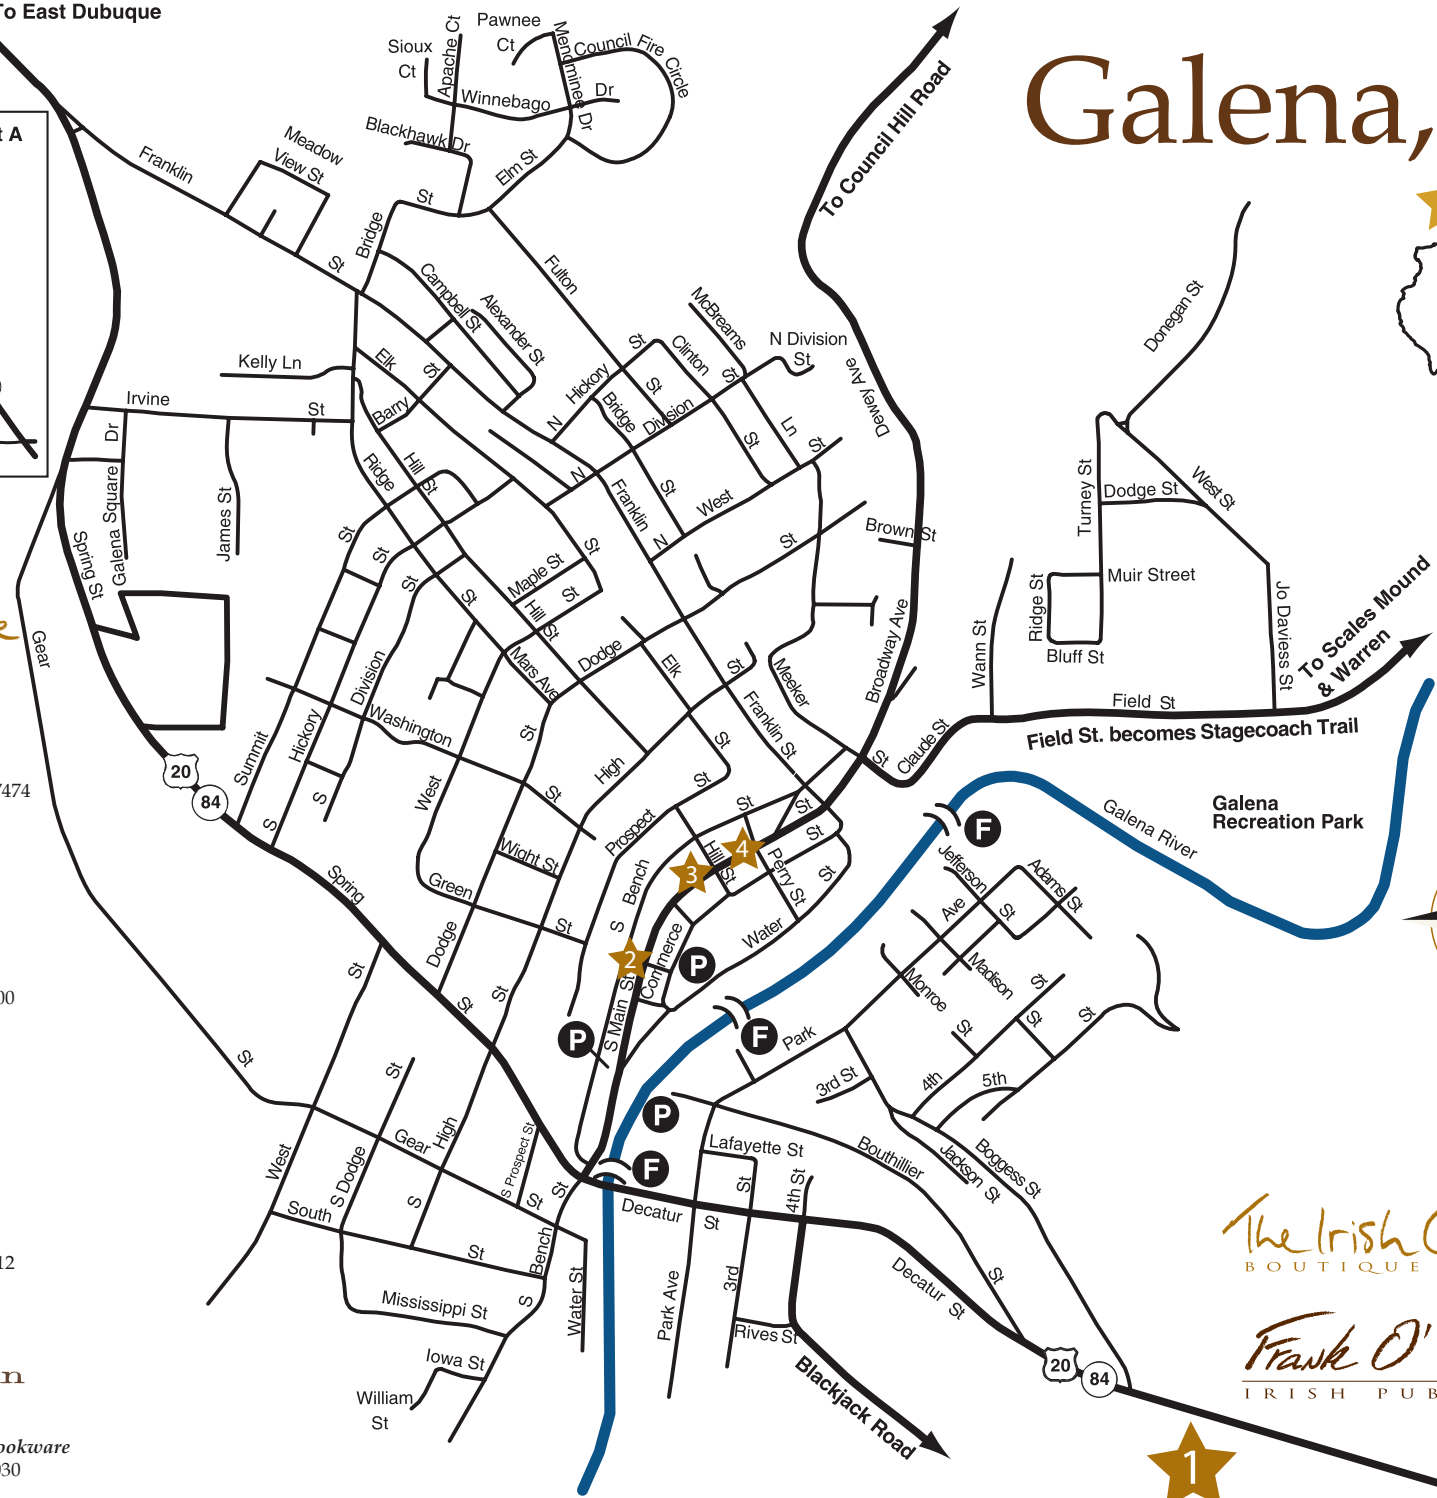 To East Dubuque
Galena,
t A
Sioux
Ct
Apache Ct
Pawnee
Ct
Menominee Dr
Council Fire Circle
Winnebago Dr
Blackhawk Dr
Elm St
Meadow
View St
Franklin St
Bridge St
Fulton St
Campbell St
Alexander St
McBreams Ln
To Council Hill Road
Dewey Ave
N Division
St
Clinton St
N Hickory St
Bridge St
N Division St
Kelly Ln
Elk St
Barry
Irvine St
Galena Square Dr
James St
Spring St
Gear St
Ridge St
Hill St
Franklin
N West St
Brown St
Donegan St
Turney St
Dodge St
West St
Muir Street
Ridge St
Bluff St
Jo Daviess St
Wann St
To Scales Mound
& Warren
Field St
Field St. becomes Stagecoach Trail
Claude St
Broadway Ave
Meeker St
Maple St
Hill St
Mars Ave
Dodge St
Elk St
Franklin St
High St
Prospect St
Washington St
S Division St
S Hickory St
Summit St
West St
Wight St
Green St
Dodge St
S Bench St
S Main St
Commerce
Hill St
Perry St
Water St
1
2
3
4
P
P
P
F
F
F
20
84
Spring St
Galena River
Galena
Recreation Park
Jefferson St
Adams St
Park Ave
Madison St
Monroe St
3rd St
4th St
5th St
Jackson St
Boggess St
Bouthillier St
Lafayette St
4th St
Decatur St
Decatur St
3rd St
Park Ave
Rives St
Blackjack Road
Water St
S Bench St
S Prospect St
S High St
Gear St
S Dodge St
West St
South St
Mississippi St
Iowa St
William
St
20
84
7474
00
12
n
ookware
030
The Irish C
BOUTIQUE
Frank O'
IRISH PUB